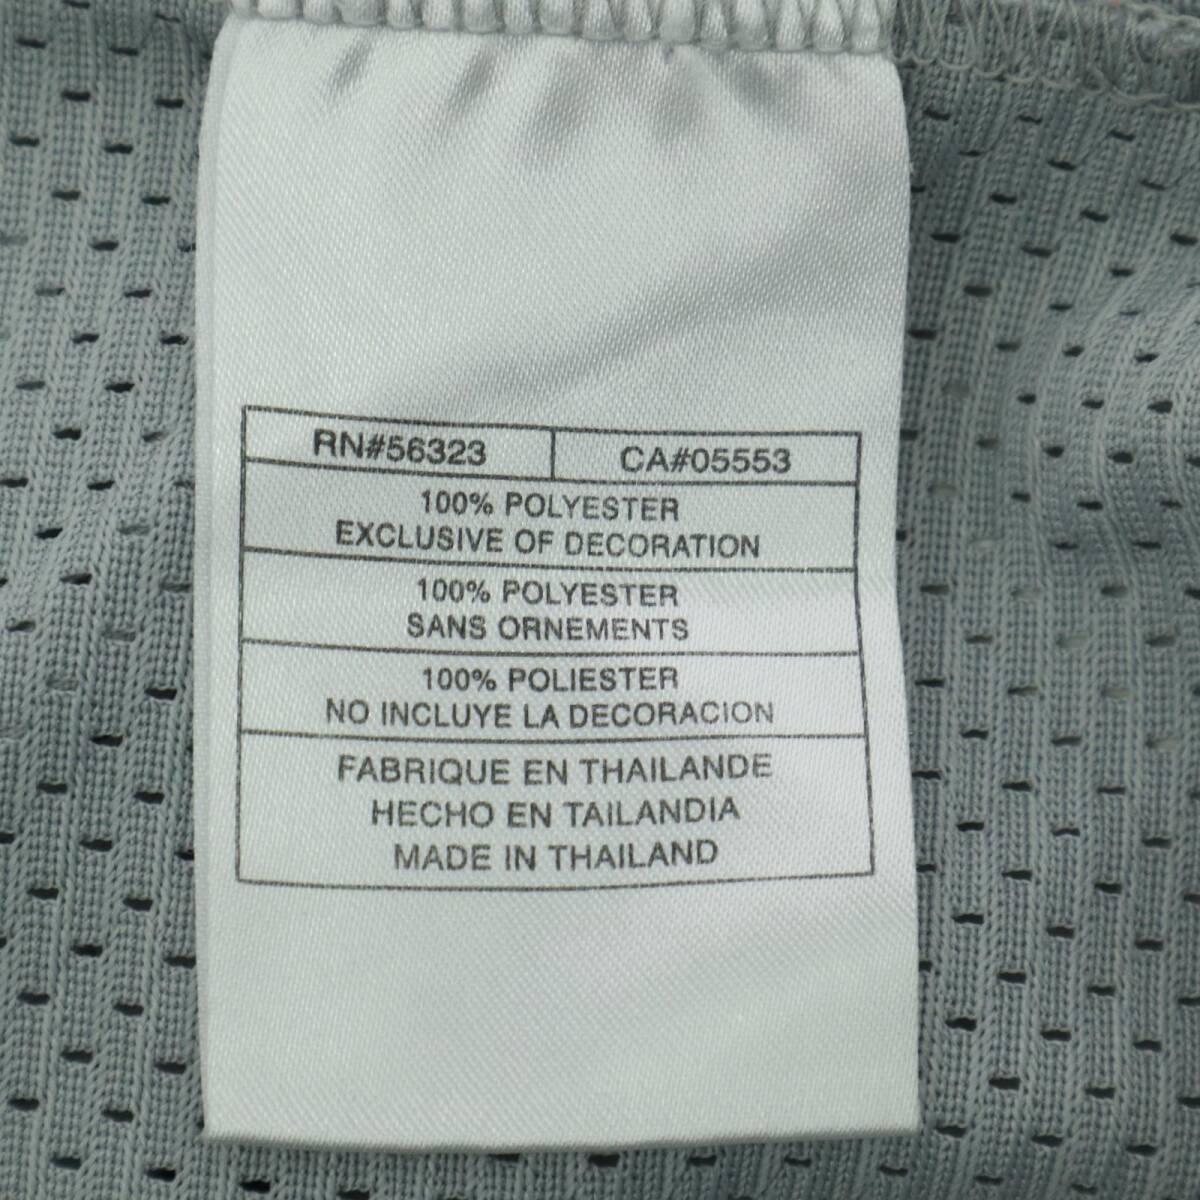 RN#56323 CA#05553
100% POLYESTER
EXCLUSIVE OF DECORATION
100% POLYESTER
SANS ORNEMENTS
100% POLIESTER
NO INCLUYE LA DECORACION
FABRIQUE EN THAILANDE
HECHO EN TAILANDIA
MADE IN THAILAND